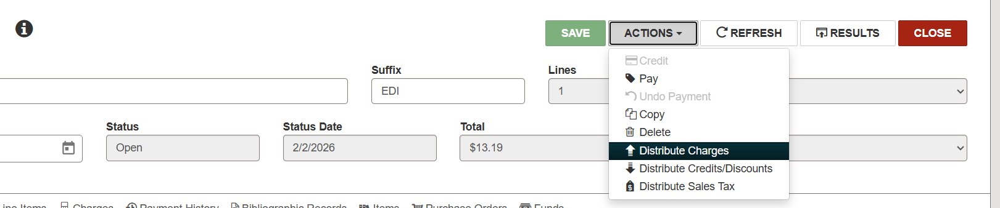 SAVE ACTIONS REFRESH RESULTS CLOSE
Credit
Suffix Lines
Pay
EDI 1
Undo Payment
Copy
Status Status Date Total
Delete
Open 2/2/2026 $13.19
Distribute Charges
Distribute Credits/Discounts
Distribute Sales Tax
ine Items Charges Payment History Bibliographic Records Items Purchase Orders Funds